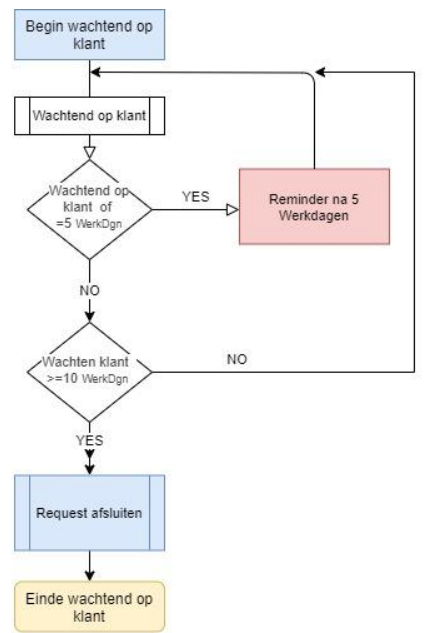 Begin wachtend op
klant
Wachtend op klant
Wachtend op
klant of
=5 WerkDgn
YES
Reminder na 5
Werkdagen
NO
Wachten klant
>=10 WerkDgn
NO
YES
Request afsluiten
Einde wachtend op
klant